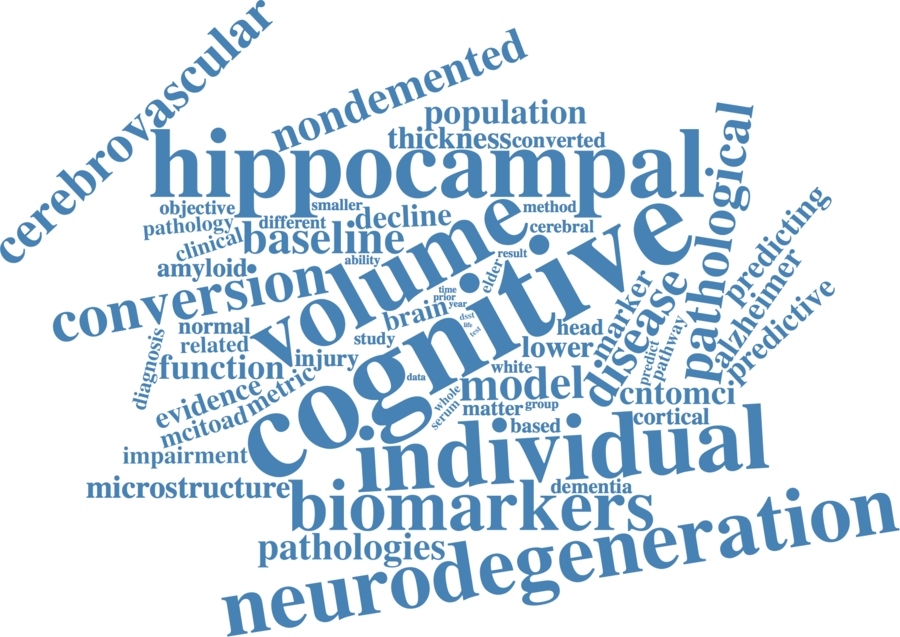 cerebrovascular
nondemented
population
thickness
converted
hippocampal
pathological
objective
smaller
method
pathology
different
decline
cerebral
clinical
baseline
volume
cognitive
predicting
amyloid
ability
result
elder
conversion
time
prior
year
brain
marker
disease
alzheimer
predictive
normal
related
study
dsst
life
test
head
lower
pathway
predict
diagnosis
function
injury
data
white
model
cntomci
evidence
metric
mcitoad
whole
serum
matter
group
cortical
based
individual
impairment
microstructure
dementia
biomarkers
pathologies
neurodegeneration